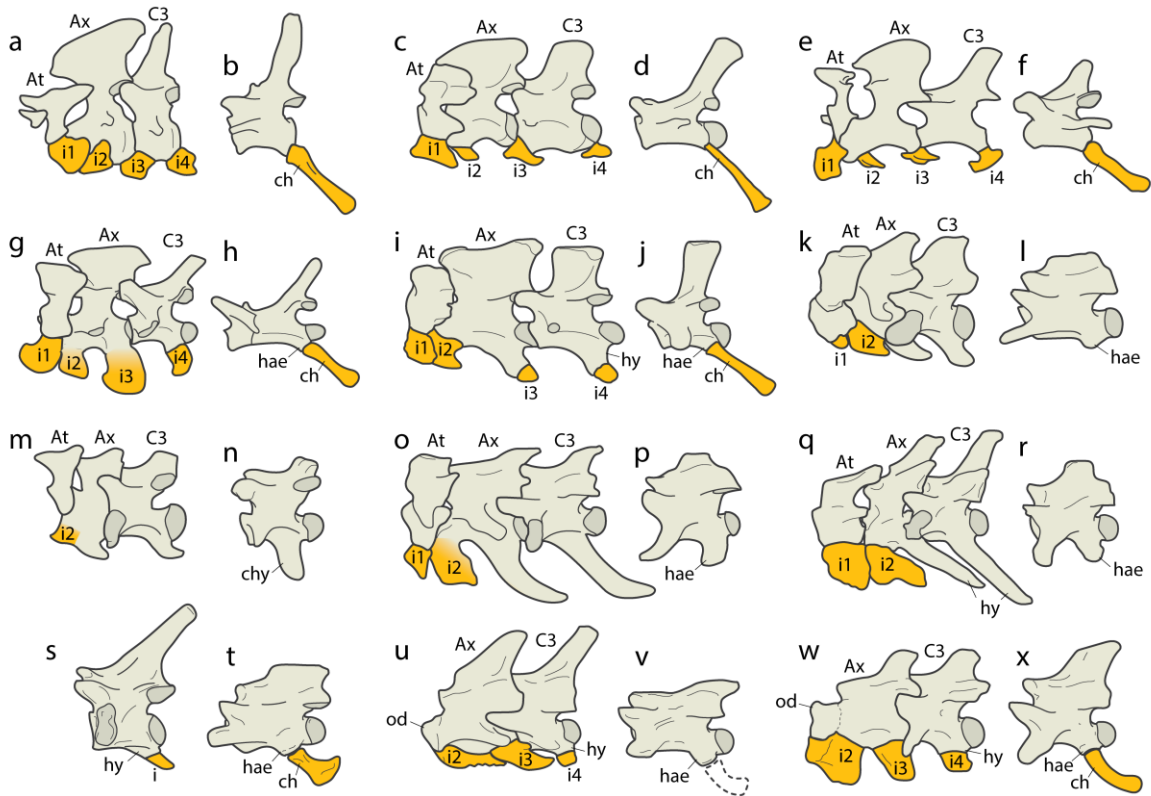 a At Ax C3 i1 i2 i3 i4
b ch
c At Ax C3 i1 i2 i3 i4
d ch
e At Ax C3 i1 i2 i3 i4
f ch
g At Ax C3 i1 i2 i3 i4
h hae ch
i At Ax C3 i1 i2 i3 i4 hy
j hae ch
k At Ax C3 i1 i2
l hae
m At Ax C3 i2
n chy
o At Ax C3 i1 i2
p hae
q At Ax C3 i1 i2 hy
r hae
s hy i
t hae ch
u Ax C3 od i2 i3 i4 hy
v hae
w Ax C3 od i2 i3 i4 hy
x hae ch